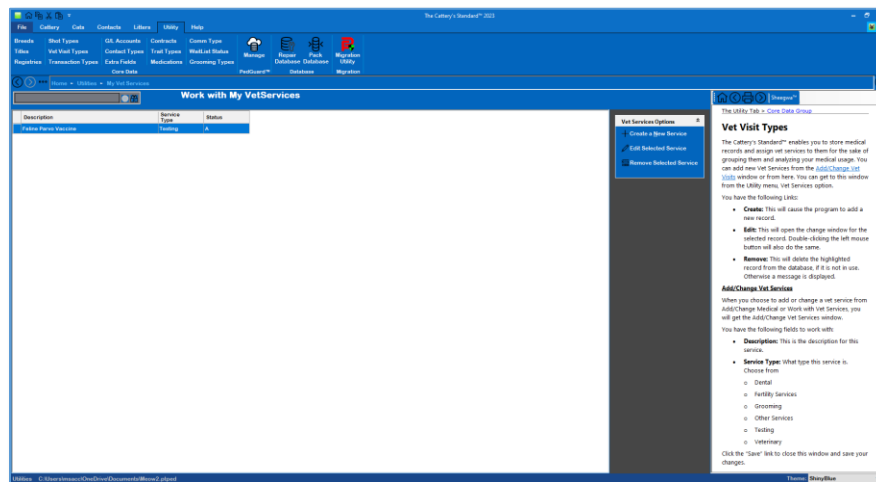 The Cattery's Standard™ 2023
File Cattery Cats Contacts Litters Utility Help
Breeds Shot Types G/L Accounts Contracts Comm Type
Titles Vet Visit Types Contact Types Trait Types WaitList Status
Registries Transaction Types Extra Fields Medications Grooming Types
Manage
Repair Database
Pack Database
Migration Utility
Core Data PedGuard™ Database Migration
Home Utilities My Vet Services
Work with My VetServices
Description Service Type Status
Feline Parvo Vaccine Testing A
Vet Services Options
Create a New Service
Edit Selected Service
Remove Selected Service
Sheegwa™
The Utility Tab » Core Data Group
Vet Visit Types
The Cattery's Standard™ enables you to store medical
records and assign vet services to them for the sake of
grouping them and analyzing your medical usage. You
can add new Vet Services from the Add/Change Vet
Visits window or from here. You can get to this window
from the Utility menu, Vet Services option.
You have the following Links:
• Create: This will cause the program to add a
new record.
• Edit: This will open the change window for the
selected record. Double-clicking the left mouse
button will also do the same.
• Remove: This will delete the highlighted
record from the database, if it is not in use.
Otherwise a message is displayed.
Add/Change Vet Services
When you choose to add or change a vet service from
Add/Change Medical or Work with Vet Services, you
will get the Add/Change Vet Services window.
You have the following fields to work with:
• Description: This is the description for this
service.
• Service Type: What type this service is.
Choose from:
o Dental
o Fertility Services
o Grooming
o Other Services
o Testing
o Veterinary
Click the "Save" link to close this window and save your
changes.
Utilities
Theme: ShinyBlue